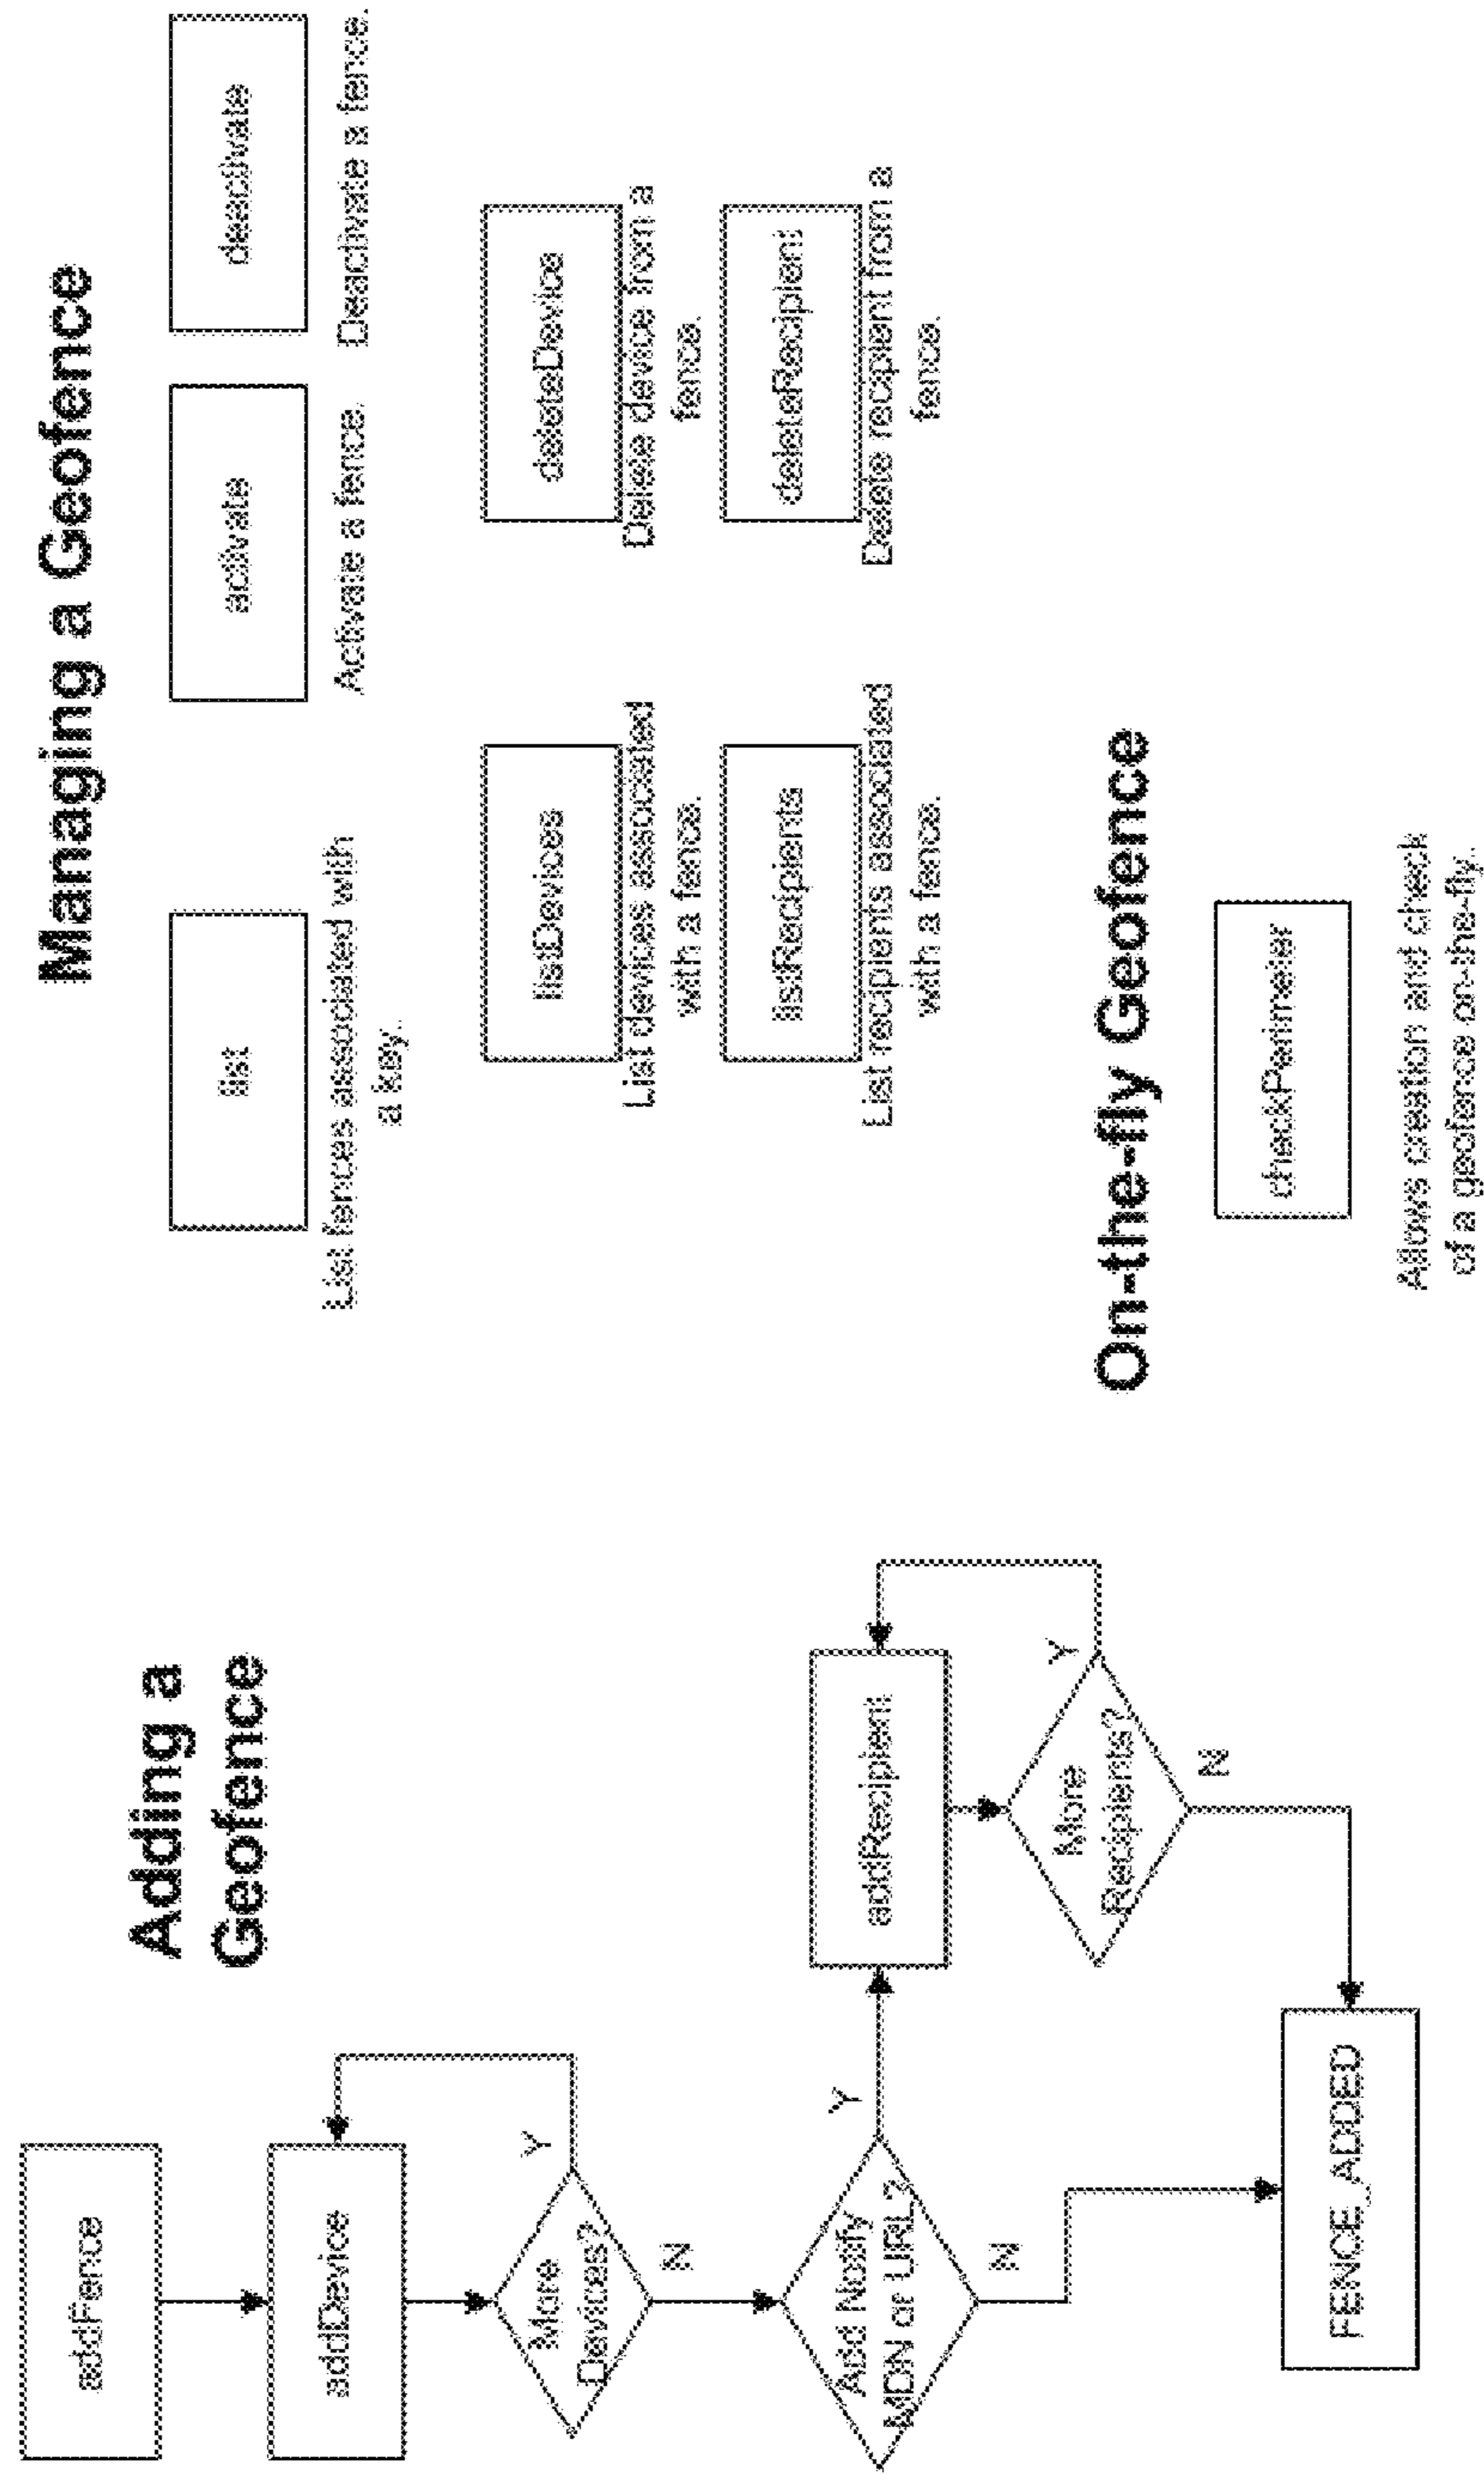 Adding a
Geofence
addFence
addDevice
More
Devices?
Y
N
Add Notify
MDN or URL?
Y
N
addRecipient
More
Recipients?
Y
N
FENCE_ADDED
Managing a Geofence
list
List fences associated with
a key.
activate
Activate a fence.
deactivate
Deactivate a fence.
listDevices
List devices associated
with a fence.
deleteDevice
Delete device from a
fence.
listRecipients
List recipients associated
with a fence.
deleteRecipient
Delete recipient from a
fence.
On-the-fly Geofence
checkPerimeter
Allows creation and check
of a geofence on-the-fly.